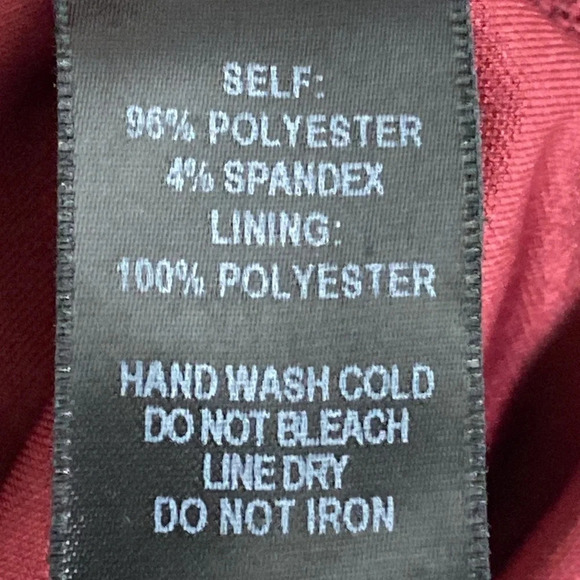 SELF:
96% POLYESTER
4% SPANDEX
LINING:
100% POLYESTER
HAND WASH COLD
DO NOT BLEACH
LINE DRY
DO NOT IRON